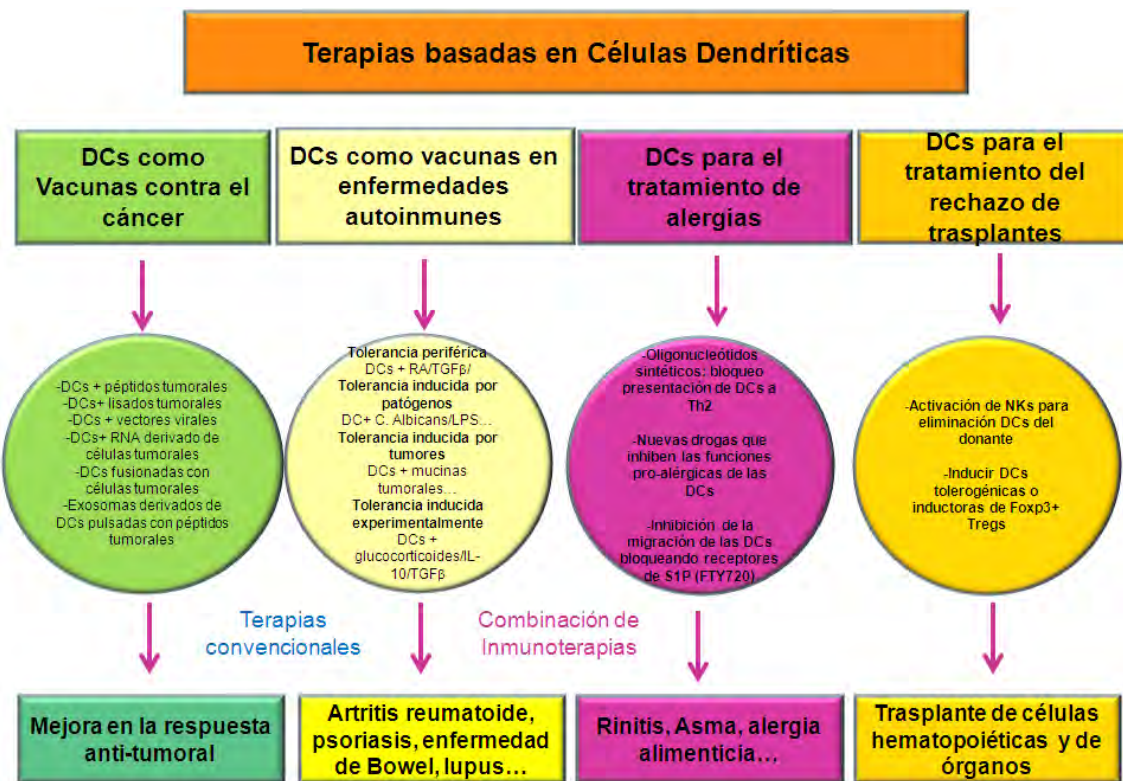 Terapias basadas en Células Dendríticas
DCs como
Vacunas contra el
cáncer
DCs como vacunas en
enfermedades
autoinmunes
DCs para el
tratamiento de
alergias
DCs para el
tratamiento del
rechazo de
trasplantes
-DCs + péptidos tumorales
-DCs+ lisados tumorales
-DCs + vectores virales
-DCs+ RNA derivado de
células tumorales
-DCs fusionadas con
células tumorales
-Exosomas derivados de
DCs pulsadas con péptidos
tumorales
Tolerancia periférica
DCs + RA/TGFβ/
Tolerancia inducida por
patógenos
DC+ C. Albicans/LPS…
Tolerancia inducida por
tumores
DCs + mucinas
tumorales…
Tolerancia inducida
experimentalmente
DCs +
glucocorticoides/IL-
10/TGFβ
-Oligonucleótidos
sintéticos: bloqueo
presentación de DCs a
Th2
-Nuevas drogas que
inhiben las funciones
pro-alérgicas de las
DCs
-Inhibición de la
migración de las DCs
bloqueando receptores
de S1P (FTY720)
-Activación de NKs para
eliminación DCs del
donante
-Inducir DCs
tolerogénicas o
inductoras de Foxp3+
Tregs
Terapias
convencionales
Combinación de
Inmunoterapias
Mejora en la respuesta
anti-tumoral
Artritis reumatoide,
psoriasis, enfermedad
de Bowel, lupus…
Rinitis, Asma, alergia
alimenticia…
Trasplante de células
hematopoiéticas y de
órganos